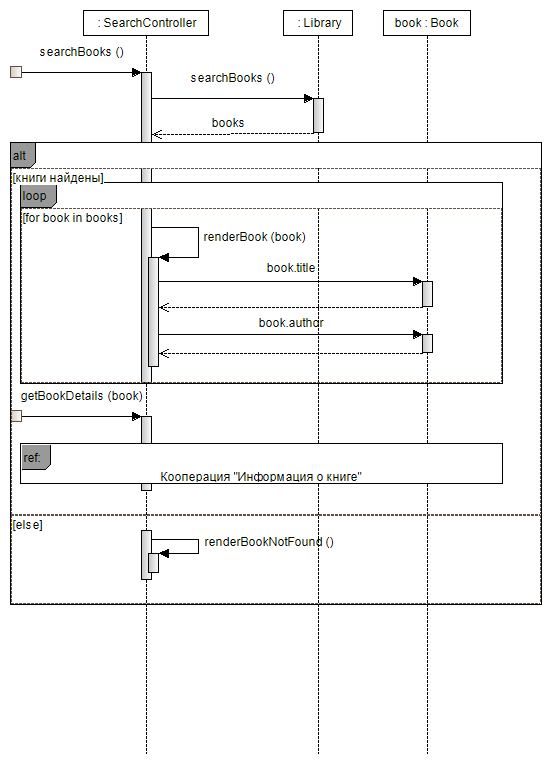 : SearchController
: Library
book : Book
searchBooks ()
searchBooks ()
books
alt
[книги найдены]
loop
[for book in books]
renderBook (book)
book.title
book.author
getBookDetails (book)
ref:
Кооперация "Информация о книге"
[else]
renderBookNotFound ()